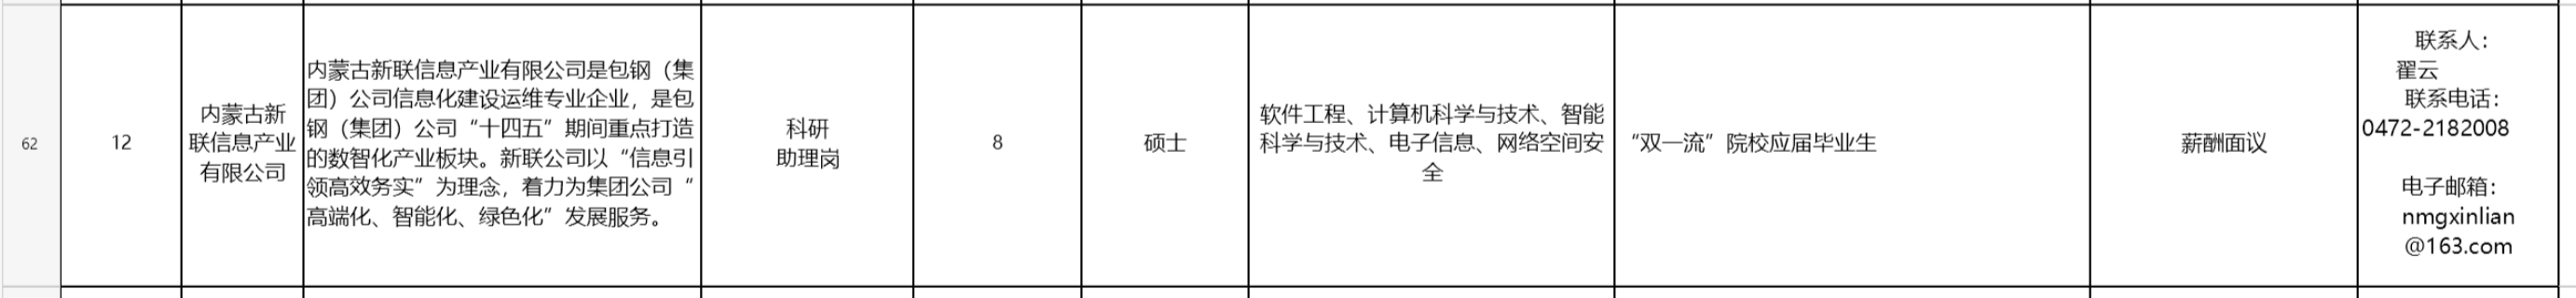 62
12
内蒙古新
联信息产业
有限公司
内蒙古新联信息产业有限公司是包钢（集
团）公司信息化建设运维专业企业，是包
钢（集团）公司“十四五”期间重点打造
的数智化产业板块。新联公司以“信息引
领高效务实”为理念，着力为集团公司“
高端化、智能化、绿色化”发展服务。
科研
助理岗
8
硕士
软件工程、计算机科学与技术、智能
科学与技术、电子信息、网络空间安
全
“双一流”院校应届毕业生
薪酬面议
联系人：
翟云
联系电话：
0472-2182008
电子邮箱：
nmgxinlian
@163.com